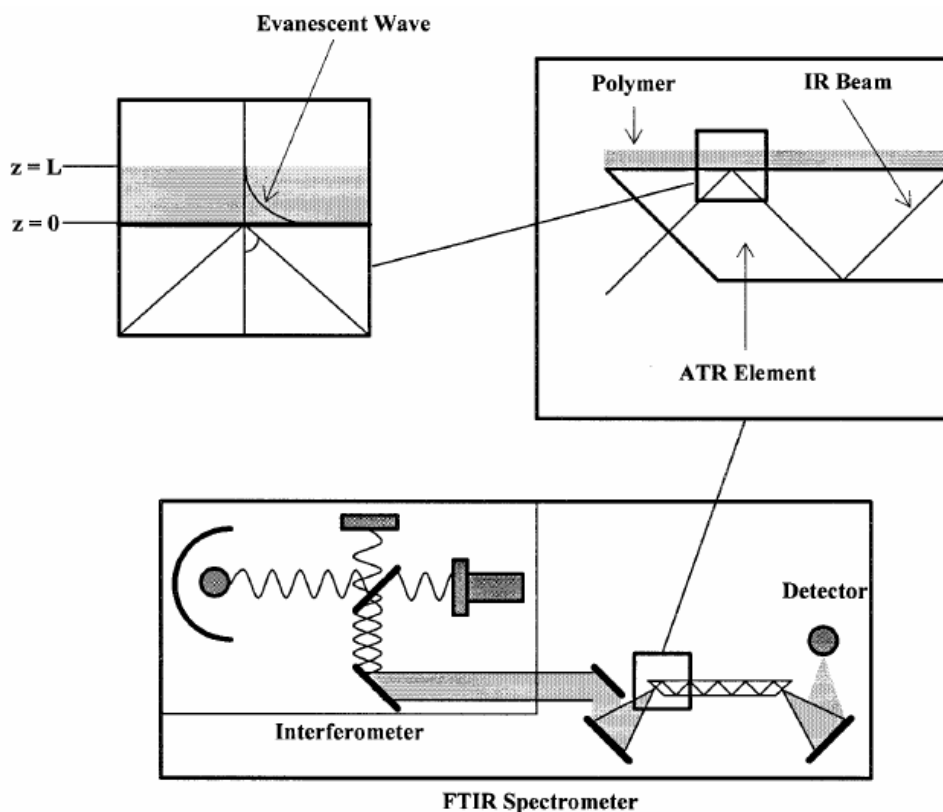 Evanescent Wave
z = L
z = 0
Polymer
IR Beam
ATR Element
Detector
Interferometer
FTIR Spectrometer